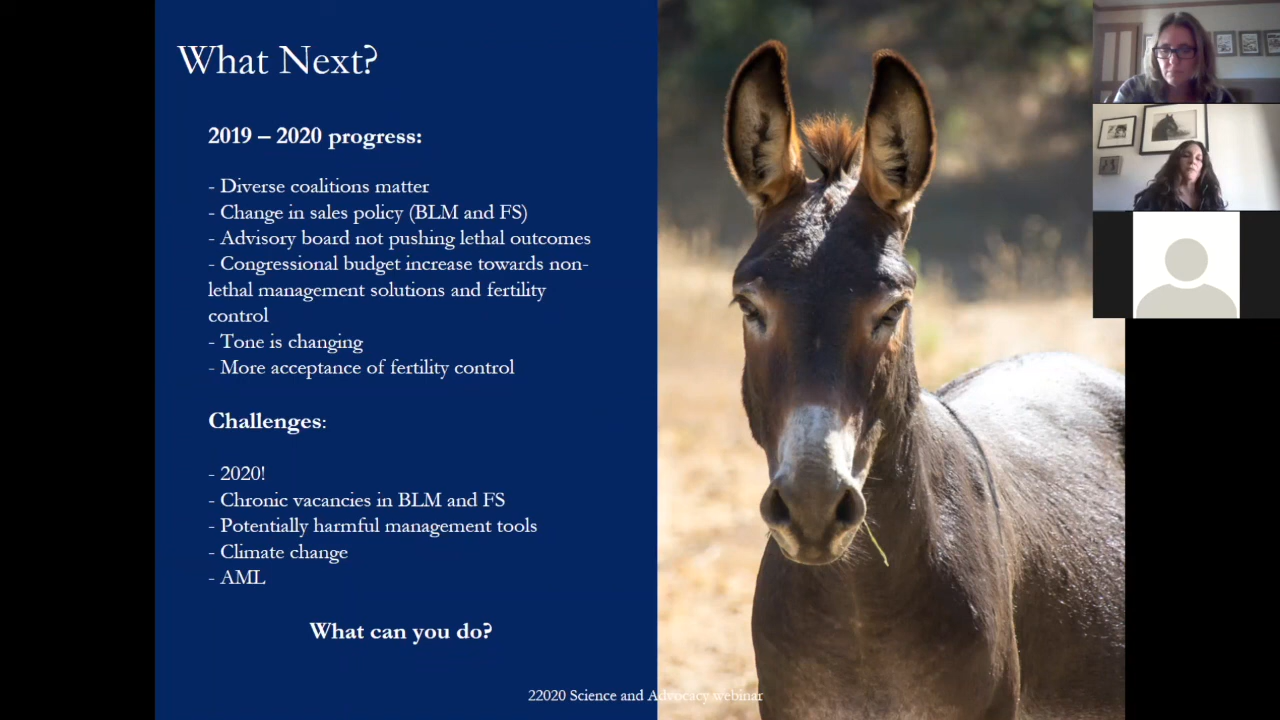 What Next?
2019 – 2020 progress:
- Diverse coalitions matter
- Change in sales policy (BLM and FS)
- Advisory board not pushing lethal outcomes
- Congressional budget increase towards non-
lethal management solutions and fertility
control
- Tone is changing
- More acceptance of fertility control
Challenges:
- 2020!
- Chronic vacancies in BLM and FS
- Potentially harmful management tools
- Climate change
- AML
What can you do?
22020 Science and Advocacy webinar